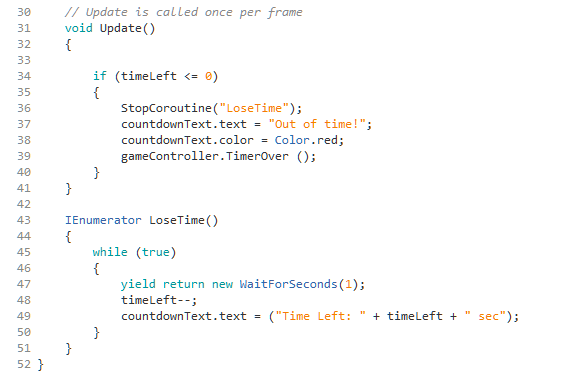 30     // Update is called once per frame
31     void Update()
32     {
33
34         if (timeLeft <= 0)
35         {
36             StopCoroutine("LoseTime");
37             countdownText.text = "Out of time!";
38             countdownText.color = Color.red;
39             gameController.TimerOver ();
40         }
41     }
42
43     IEnumerator LoseTime()
44     {
45         while (true)
46         {
47             yield return new WaitForSeconds(1);
48             timeLeft--;
49             countdownText.text = ("Time Left: " + timeLeft + " sec");
50         }
51     }
52 }